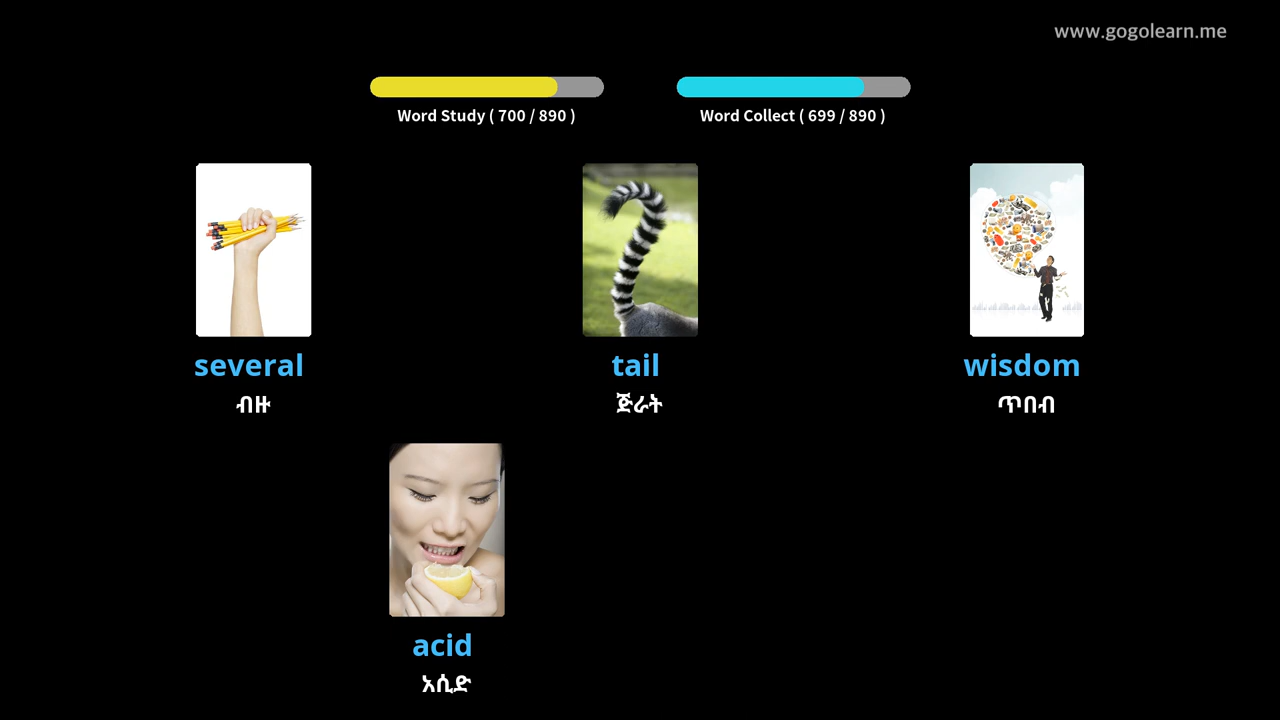 www.gogolearn.me
Word Study ( 700 / 890 )
Word Collect ( 699 / 890 )
several
tail
wisdom
ብዙ
ጅራት
ጥበብ
acid
አሲድ